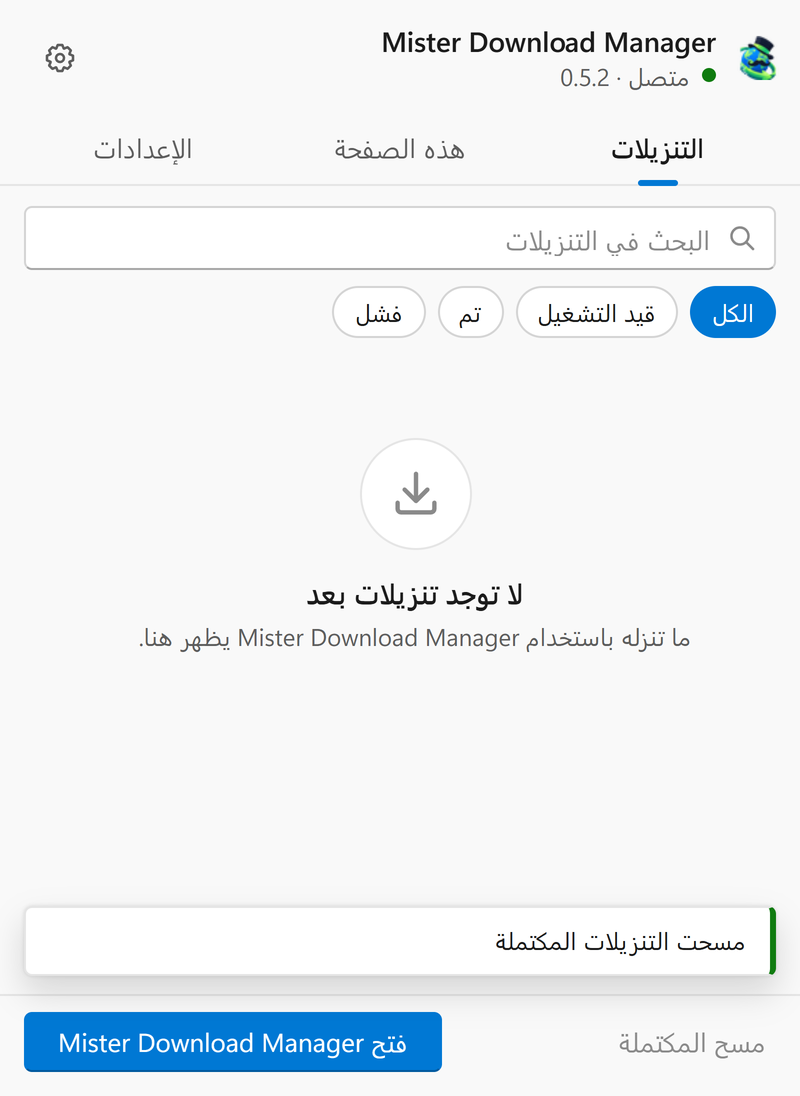 Mister Download Manager
متصل · 0.5.2
التنزيلات
هذه الصفحة
الإعدادات
البحث في التنزيلات
الكل
قيد التشغيل
تم
فشل
لا توجد تنزيلات بعد
ما تنزله باستخدام Mister Download Manager يظهر هنا.
مسحت التنزيلات المكتملة
مسح المكتملة
فتح Mister Download Manager